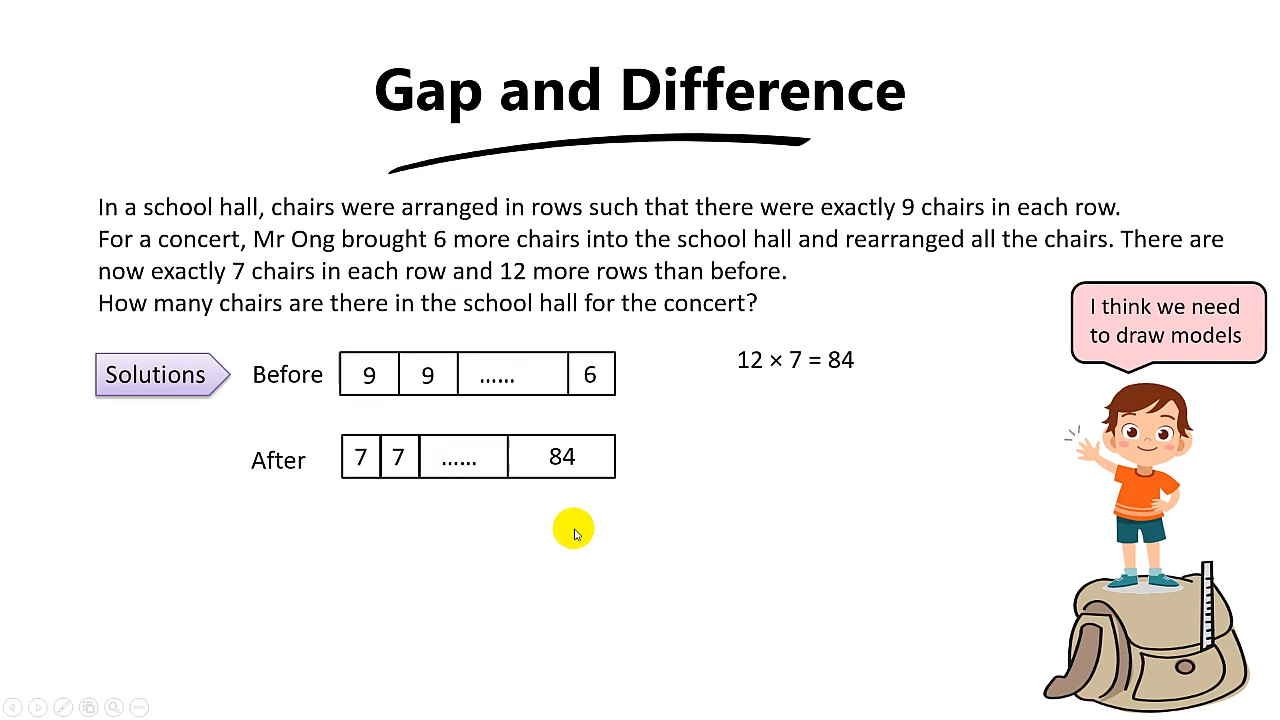 Gap and Difference
In a school hall, chairs were arranged in rows such that there were exactly 9 chairs in each row.
For a concert, Mr Ong brought 6 more chairs into the school hall and rearranged all the chairs. There are
now exactly 7 chairs in each row and 12 more rows than before.
How many chairs are there in the school hall for the concert?
I think we need
to draw models
Solutions
Before 9 9 ...... 6
12 × 7 = 84
After 7 7 ...... 84